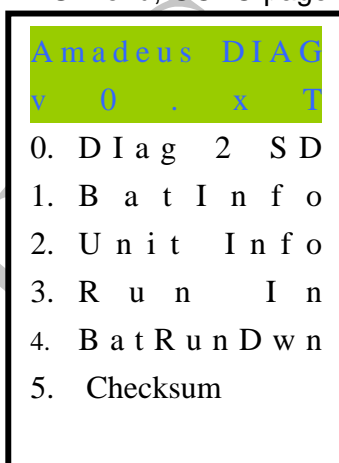 Amadeus DIAG
v 0 . x T
0. DIag 2 SD
1. BatInfo
2. Unit Info
3. Run In
4. BatRunDwn
5. Checksum